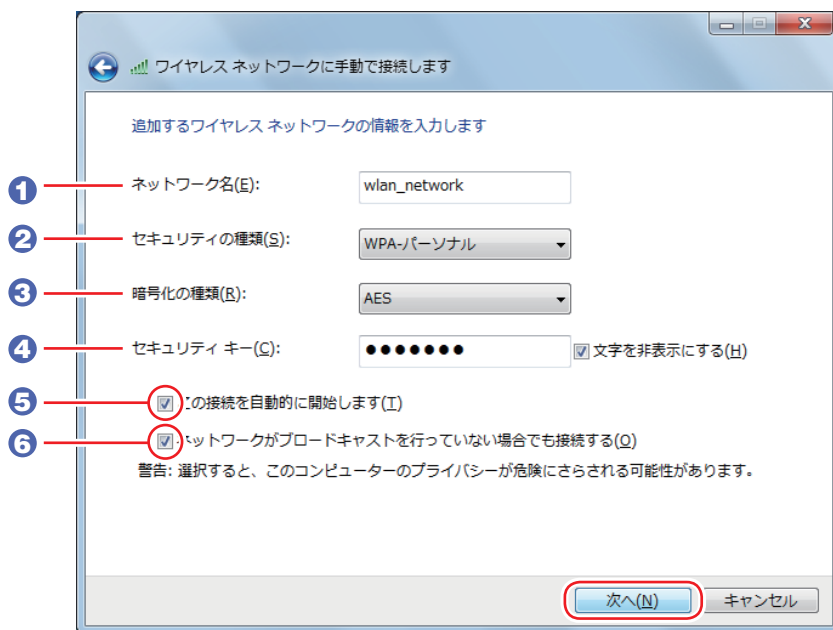 ワイヤレス ネットワークに手動で接続します
追加するワイヤレス ネットワークの情報を入力します
1 ネットワーク名(E): wlan_network
2 セキュリティの種類(S): WPA-パーソナル
3 暗号化の種類(R): AES
4 セキュリティ キー(C): ●●●●●●● 文字を非表示にする(H)
5 この接続を自動的に開始します(T)
6 ネットワークがブロードキャストを行っていない場合でも接続する(O)
警告: 選択すると、このコンピューターのプライバシーが危険にさらされる可能性があります。
次へ(N) キャンセル